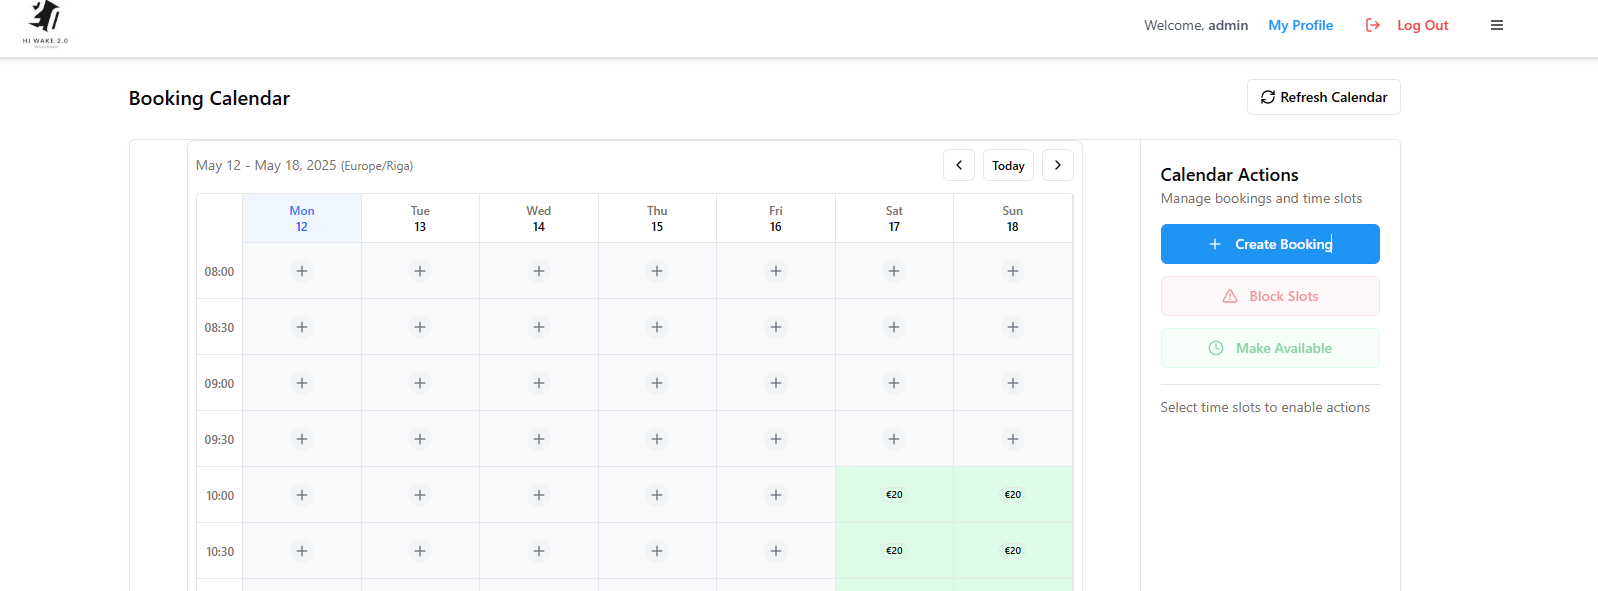 HI WAKE 2.0
Welcome, admin
My Profile
Log Out
Booking Calendar
Refresh Calendar
May 12 - May 18, 2025 (Europe/Riga)
Today
Mon Tue Wed Thu Fri Sat Sun
12 13 14 15 16 17 18
08:00 + + + + + + +
08:30 + + + + + + +
09:00 + + + + + + +
09:30 + + + + + + +
10:00 + + + + + €20 €20
10:30 + + + + + €20 €20
Calendar Actions
Manage bookings and time slots
+ Create Booking
Block Slots
Make Available
Select time slots to enable actions